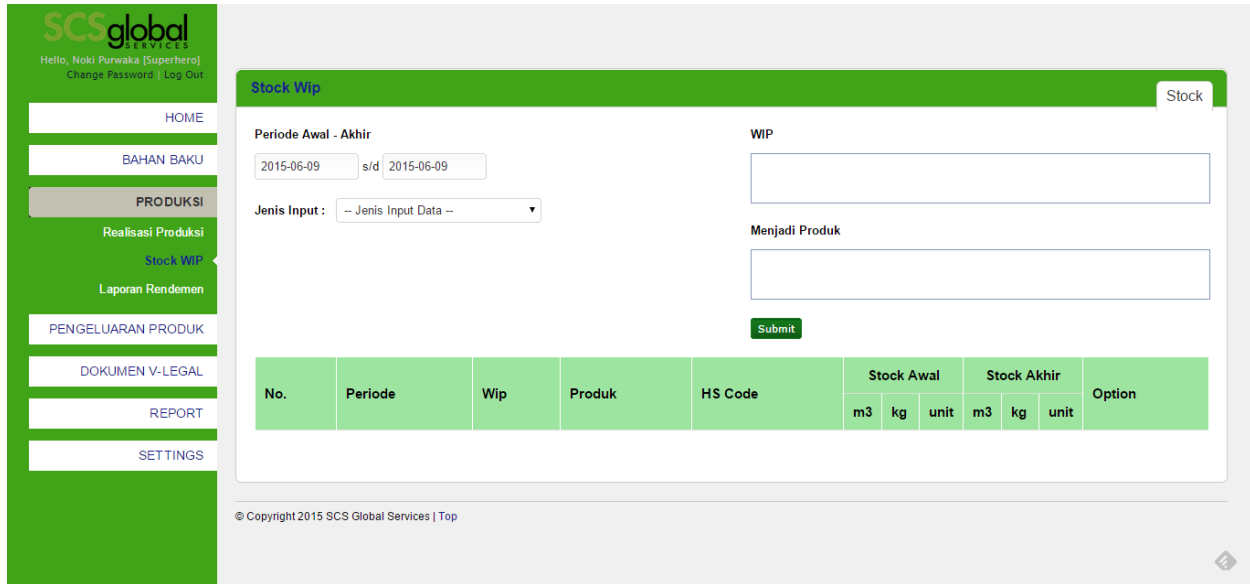 SCSglobal
SERVICES
Hello, Noki Purwaka [Superhero]
Change Password | Log Out
HOME
BAHAN BAKU
PRODUKSI
Realisasi Produksi
Stock WIP
Laporan Rendemen
PENGELUARAN PRODUK
DOKUMEN V-LEGAL
REPORT
SETTINGS
Stock Wip
Stock
Periode Awal - Akhir
2015-06-09 s/d 2015-06-09
Jenis Input : -- Jenis Input Data --
WIP
Menjadi Produk
Submit
No. Periode Wip Produk HS Code Stock Awal Stock Akhir Option
m3 kg unit m3 kg unit
© Copyright 2015 SCS Global Services | Top